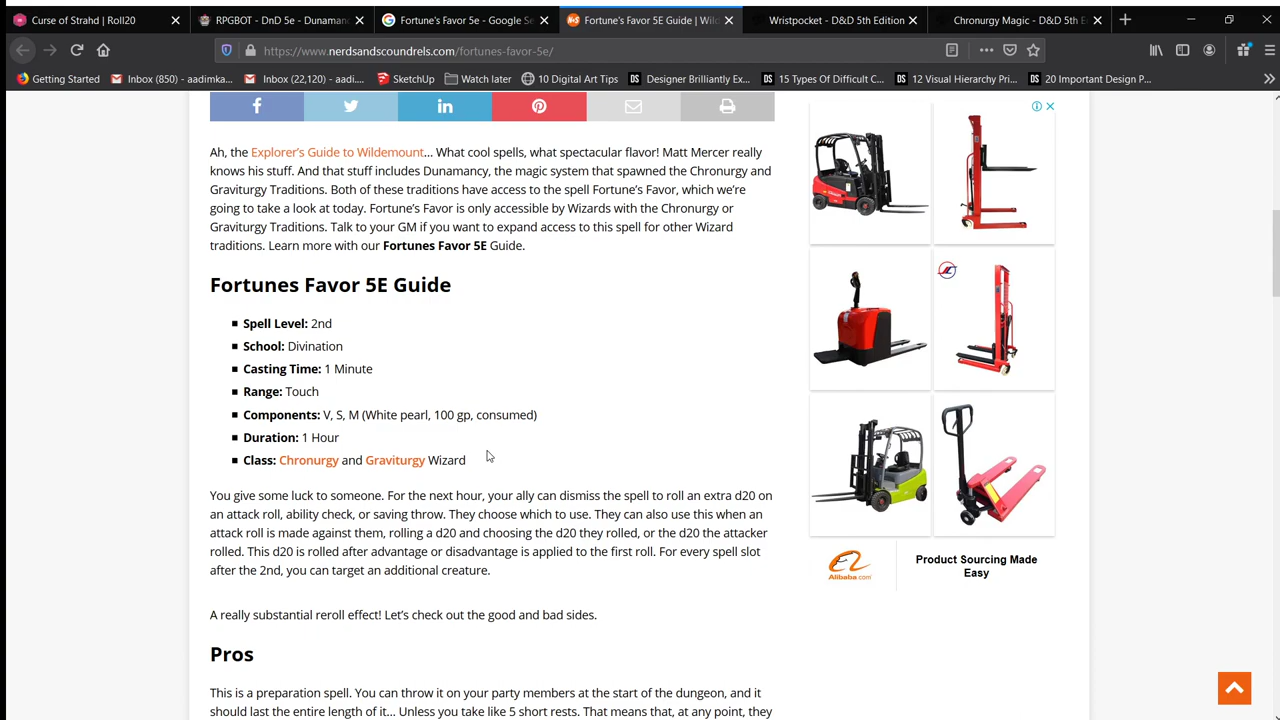 Curse of Strahd | Roll20
RPGBOT - DnD 5e - Dunamanc
Fortune's Favor 5e - Google Se
Fortune's Favor 5E Guide | Wil
Wristpocket - D&D 5th Edition
Chronurgy Magic - D&D 5th E
https://www.nerdsandscoundrels.com/fortunes-favor-5e/
Getting Started
Inbox (850) - aadimka...
Inbox (22,120) - aadi...
SketchUp
Watch later
10 Digital Art Tips
Designer Brilliantly Ex...
15 Types Of Difficult C...
12 Visual Hierarchy Pri...
20 Important Design P...
Ah, the Explorer's Guide to Wildemount... What cool spells, what spectacular flavor! Matt Mercer really
knows his stuff. And that stuff includes Dunamancy, the magic system that spawned the Chronurgy and
Graviturgy Traditions. Both of these traditions have access to the spell Fortune's Favor, which we're
going to take a look at today. Fortune's Favor is only accessible by Wizards with the Chronurgy or
Graviturgy Traditions. Talk to your GM if you want to expand access to this spell for other Wizard
traditions. Learn more with our Fortunes Favor 5E Guide.
Fortunes Favor 5E Guide
Spell Level: 2nd
School: Divination
Casting Time: 1 Minute
Range: Touch
Components: V, S, M (White pearl, 100 gp, consumed)
Duration: 1 Hour
Class: Chronurgy and Graviturgy Wizard
You give some luck to someone. For the next hour, your ally can dismiss the spell to roll an extra d20 on
an attack roll, ability check, or saving throw. They choose which to use. They can also use this when an
attack roll is made against them, rolling a d20 and choosing the d20 they rolled, or the d20 the attacker
rolled. This d20 is rolled after advantage or disadvantage is applied to the first roll. For every spell slot
after the 2nd, you can target an additional creature.
A really substantial reroll effect! Let's check out the good and bad sides.
Pros
This is a preparation spell. You can throw it on your party members at the start of the dungeon, and it
should last the entire length of it... Unless you take like 5 short rests. That means that, at any point, they
Alibaba.com
Product Sourcing Made
Easy